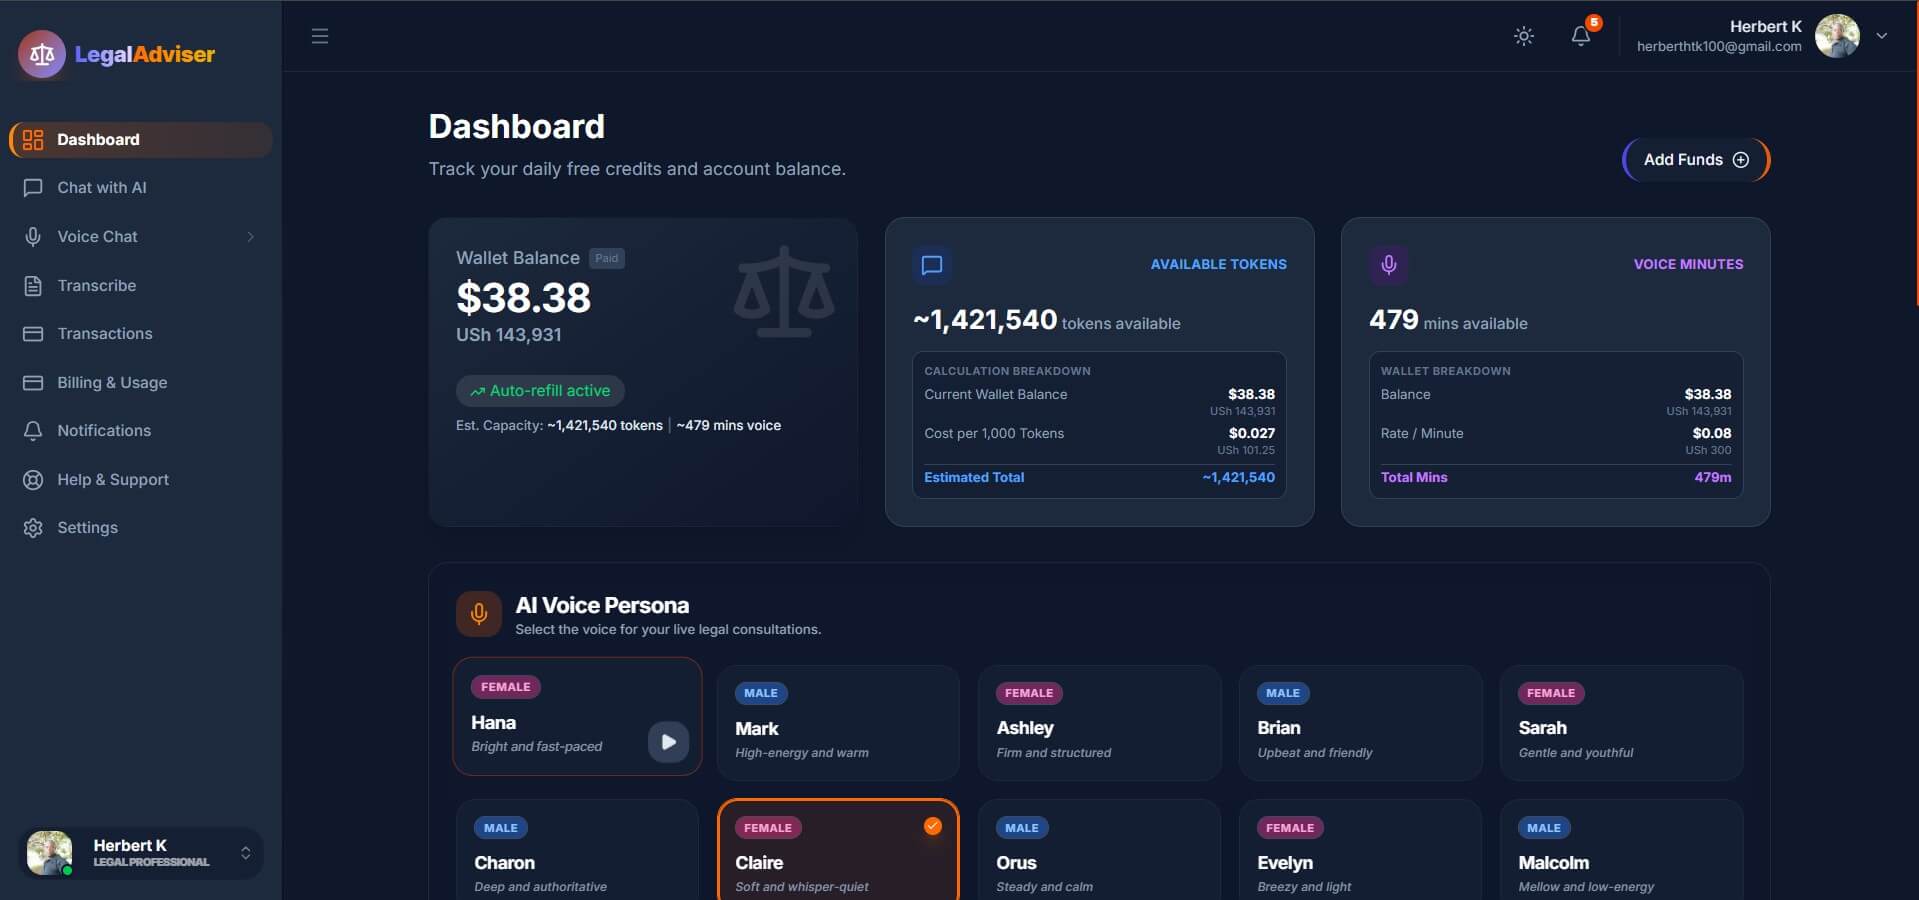 LegalAdviser
5
Herbert K
herberthtk100@gmail.com
Dashboard
Chat with AI
Voice Chat
Transcribe
Transactions
Billing & Usage
Notifications
Help & Support
Settings
Herbert K
LEGAL PROFESSIONAL
Dashboard
Track your daily free credits and account balance.
Add Funds
Wallet Balance Paid
$38.38
USh 143,931
Auto-refill active
Est. Capacity: ~1,421,540 tokens | ~479 mins voice
AVAILABLE TOKENS
~1,421,540 tokens available
CALCULATION BREAKDOWN
Current Wallet Balance $38.38
USh 143,931
Cost per 1,000 Tokens $0.027
USh 101.25
Estimated Total ~1,421,540
VOICE MINUTES
479 mins available
WALLET BREAKDOWN
Balance $38.38
USh 143,931
Rate / Minute $0.08
USh 300
Total Mins 479m
AI Voice Persona
Select the voice for your live legal consultations.
FEMALE
Hana
Bright and fast-paced
MALE
Mark
High-energy and warm
FEMALE
Ashley
Firm and structured
MALE
Brian
Upbeat and friendly
FEMALE
Sarah
Gentle and youthful
MALE
Charon
Deep and authoritative
FEMALE
Claire
Soft and whisper-quiet
MALE
Orus
Steady and calm
FEMALE
Evelyn
Breezy and light
MALE
Malcolm
Mellow and low-energy